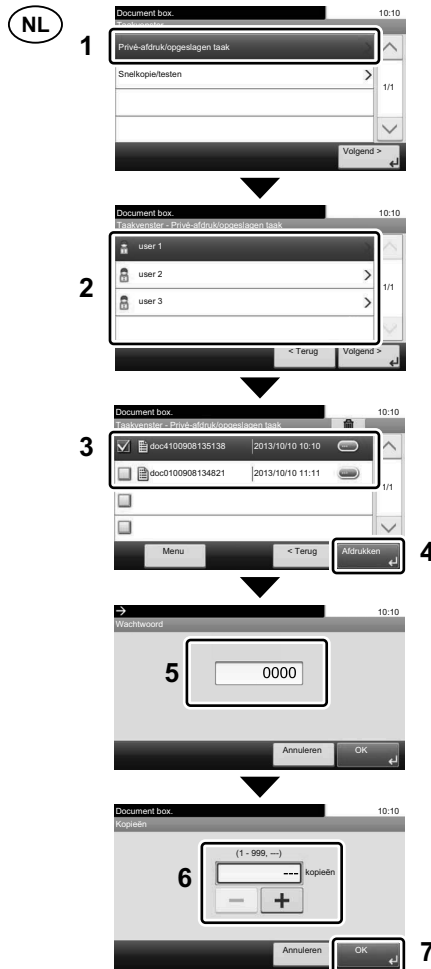 NL
Document box. 10:10
Taakvenster
1
Privé-afdruk/opgeslagen taak
Snelkopie/testen
1/1
Volgend >
Document box. 10:10
Taakvenster - Privé-afdruk/opgeslagen taak
user 1
2
user 2
1/1
user 3
< Terug Volgend >
Document box. 10:10
Taakvenster - Privé-afdruk/opgeslagen taak
3
doc4100908135138 2013/10/10 10:10
doc0100908134821 2013/10/10 11:11
1/1
Menu < Terug Afdrukken 4
10:10
Wachtwoord
5 0000
Annuleren OK
Document box. 10:10
Kopieën
(1 - 999, ---)
6 --- kopieën
Annuleren OK 7